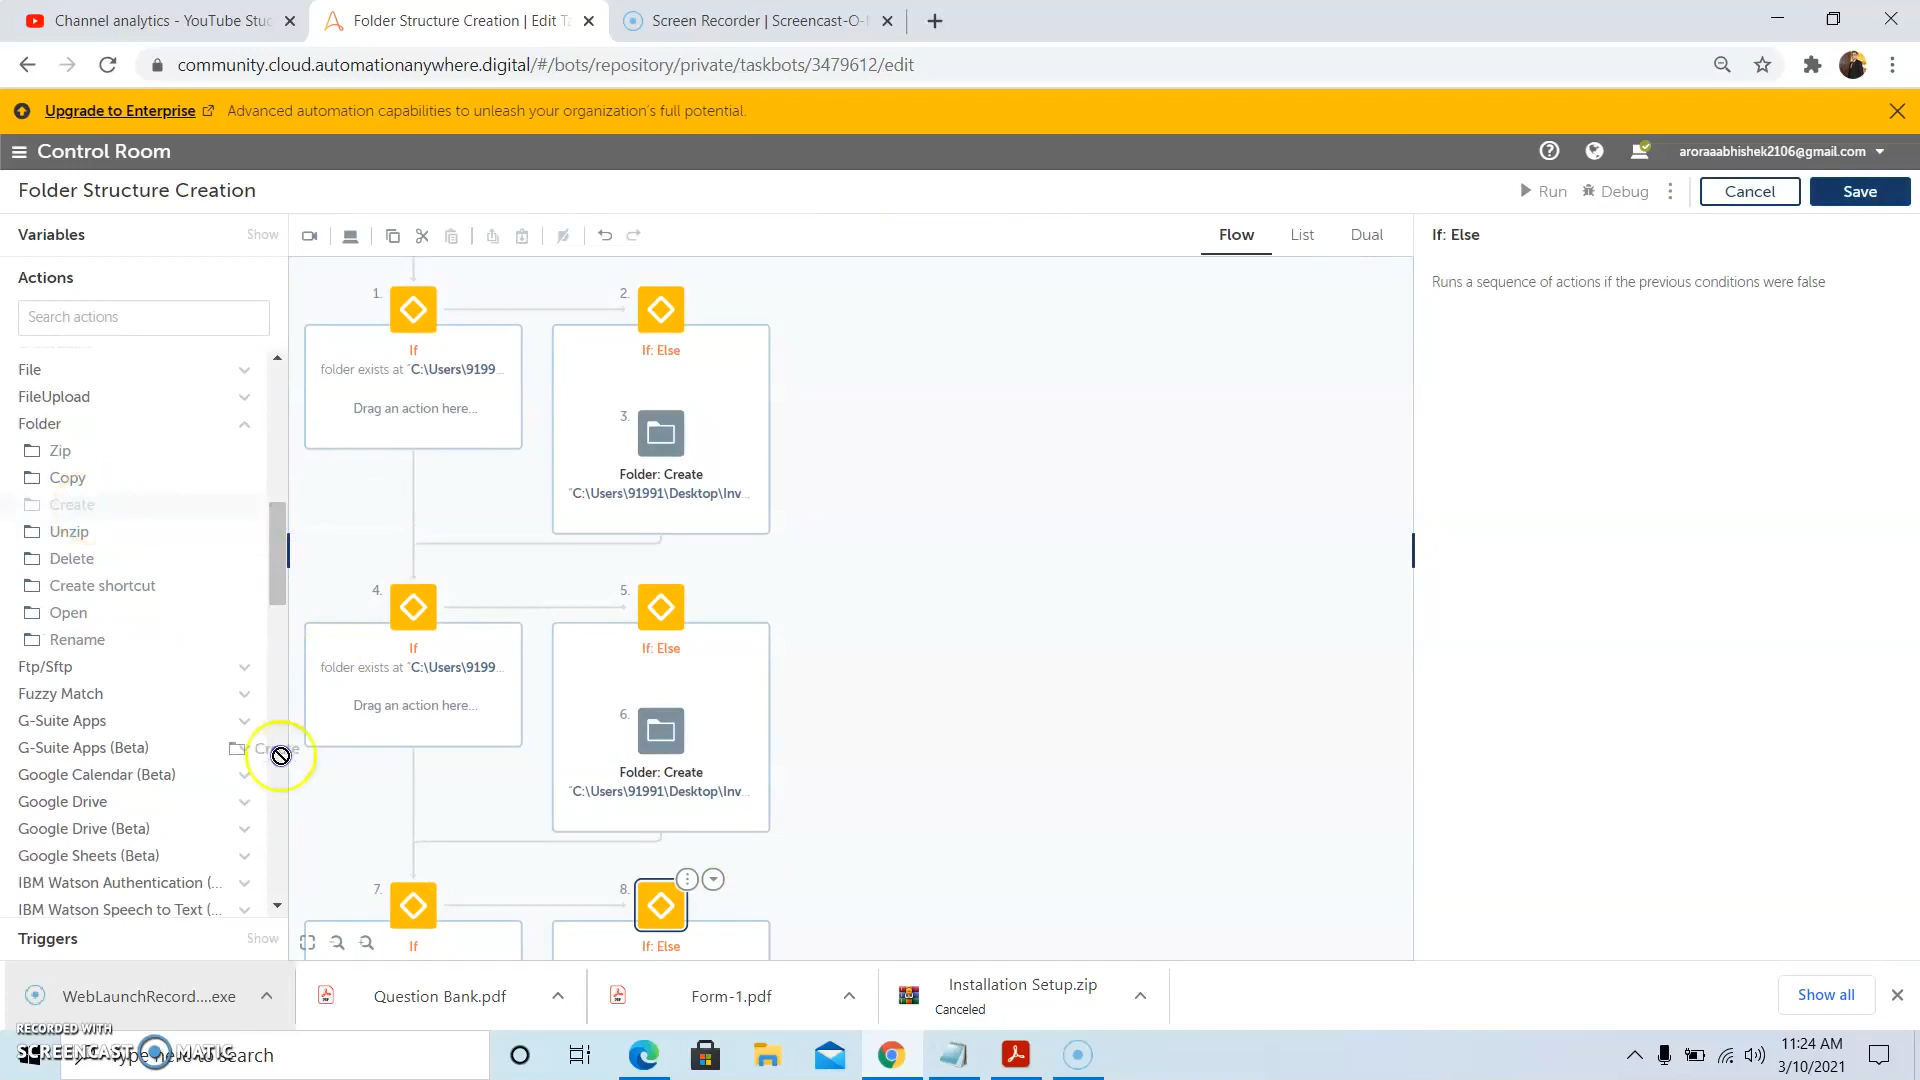 Channel analytics - YouTube Stuc
Folder Structure Creation | Edit T
Screen Recorder | Screencast-O-
community.cloud.automationanywhere.digital/#/bots/repository/private/taskbots/3479612/edit
Upgrade to Enterprise Advanced automation capabilities to unleash your organization's full potential.
Control Room
aroraaabhishek2106@gmail.com
Folder Structure Creation
Run Debug Cancel Save
Variables Show
Flow List Dual
If: Else
Actions
Runs a sequence of actions if the previous conditions were false
Search actions
File
FileUpload
Folder
Zip
Copy
Create
Unzip
Delete
Create shortcut
Open
Rename
Ftp/Sftp
Fuzzy Match
G-Suite Apps
G-Suite Apps (Beta)
Google Calendar (Beta)
Google Drive
Google Drive (Beta)
Google Sheets (Beta)
IBM Watson Authentication (...
IBM Watson Speech to Text (...
Triggers Show
1.
If
folder exists at "C:\Users\9199...
Drag an action here...
2.
If: Else
3.
Folder: Create
"C:\Users\91991\Desktop\Inv...
4.
If
folder exists at "C:\Users\9199...
Drag an action here...
5.
If: Else
6.
Folder: Create
"C:\Users\91991\Desktop\Inv...
7.
If
8.
If: Else
WebLaunchRecord....exe
Question Bank.pdf
Form-1.pdf
Installation Setup.zip
Canceled
Show all
RECORDED WITH
SCREENCAST MATIC
Type here to search
11:24 AM
3/10/2021